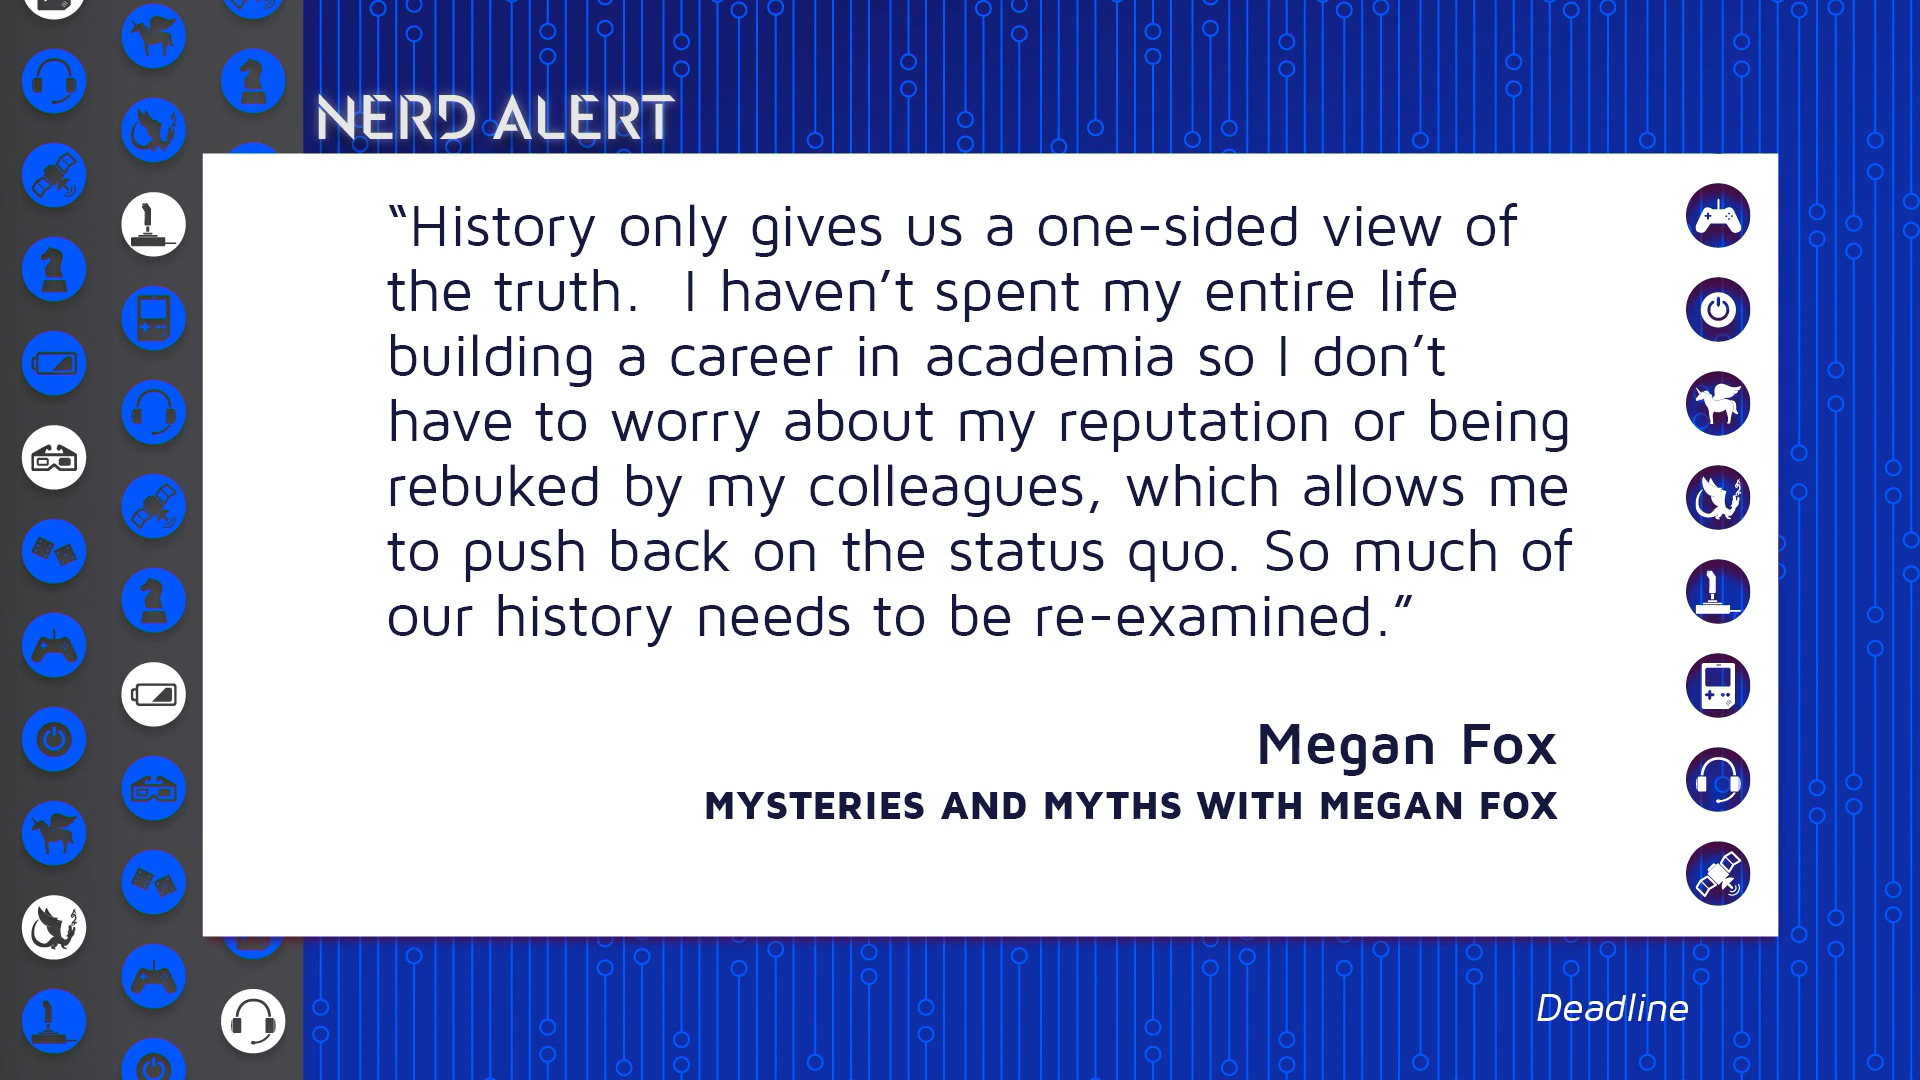 NERD ALERT
“History only gives us a one-sided view of
the truth.  I haven’t spent my entire life
building a career in academia so I don’t
have to worry about my reputation or being
rebuked by my colleagues, which allows me
to push back on the status quo. So much of
our history needs to be re-examined.”
Megan Fox
MYSTERIES AND MYTHS WITH MEGAN FOX
Deadline